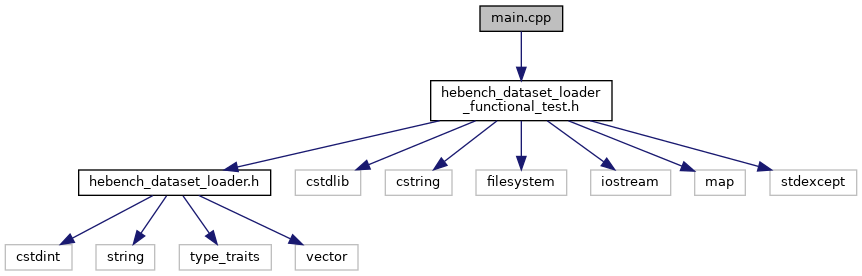 main.cpp
hebench_dataset_loader
_functional_test.h
hebench_dataset_loader.h
cstdlib
cstring
filesystem
iostream
map
stdexcept
cstdint
string
type_traits
vector